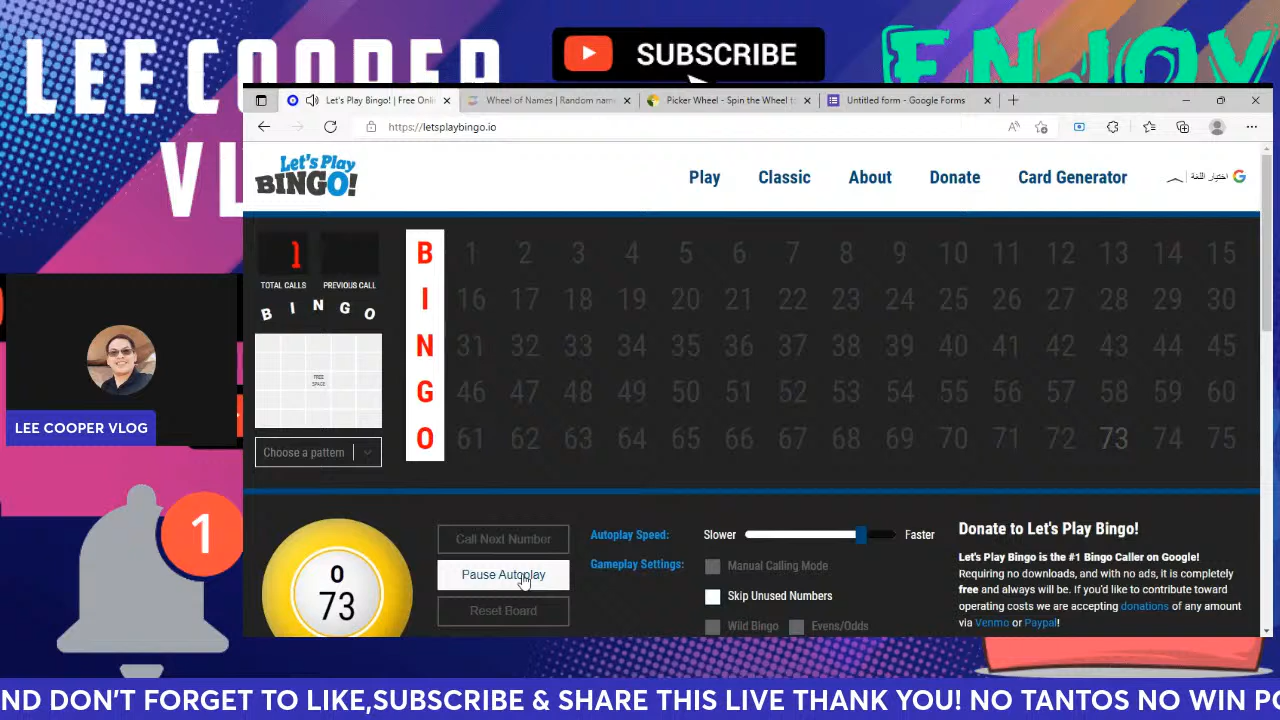 LEE COOPER
VL
SUBSCRIBE
ENJOY
Let's Play Bingo! | Free Onli
Wheel of Names | Random nam
Picker Wheel - Spin the Wheel t
Untitled form - Google Forms
https://letsplaybingo.io
Let's Play
BINGO!
Play Classic About Donate Card Generator
اختيار اللغة
1
TOTAL CALLS PREVIOUS CALL
B I N G O
FREE
SPACE
Choose a pattern
B 1 2 3 4 5 6 7 8 9 10 11 12 13 14 15
I 16 17 18 19 20 21 22 23 24 25 26 27 28 29 30
N 31 32 33 34 35 36 37 38 39 40 41 42 43 44 45
G 46 47 48 49 50 51 52 53 54 55 56 57 58 59 60
O 61 62 63 64 65 66 67 68 69 70 71 72 73 74 75
LEE COOPER VLOG
1
O
73
Call Next Number
Pause Autoplay
Reset Board
Autoplay Speed: Slower Faster
Gameplay Settings: Manual Calling Mode
Skip Unused Numbers
Wild Bingo Evens/Odds
Donate to Let's Play Bingo!
Let's Play Bingo is the #1 Bingo Caller on Google!
Requiring no downloads, and with no ads, it is completely
free and always will be. If you'd like to contribute toward
operating costs we are accepting donations of any amount
via Venmo or Paypal!
ND DON'T FORGET TO LIKE,SUBSCRIBE & SHARE THIS LIVE THANK YOU! NO TANTOS NO WIN PO